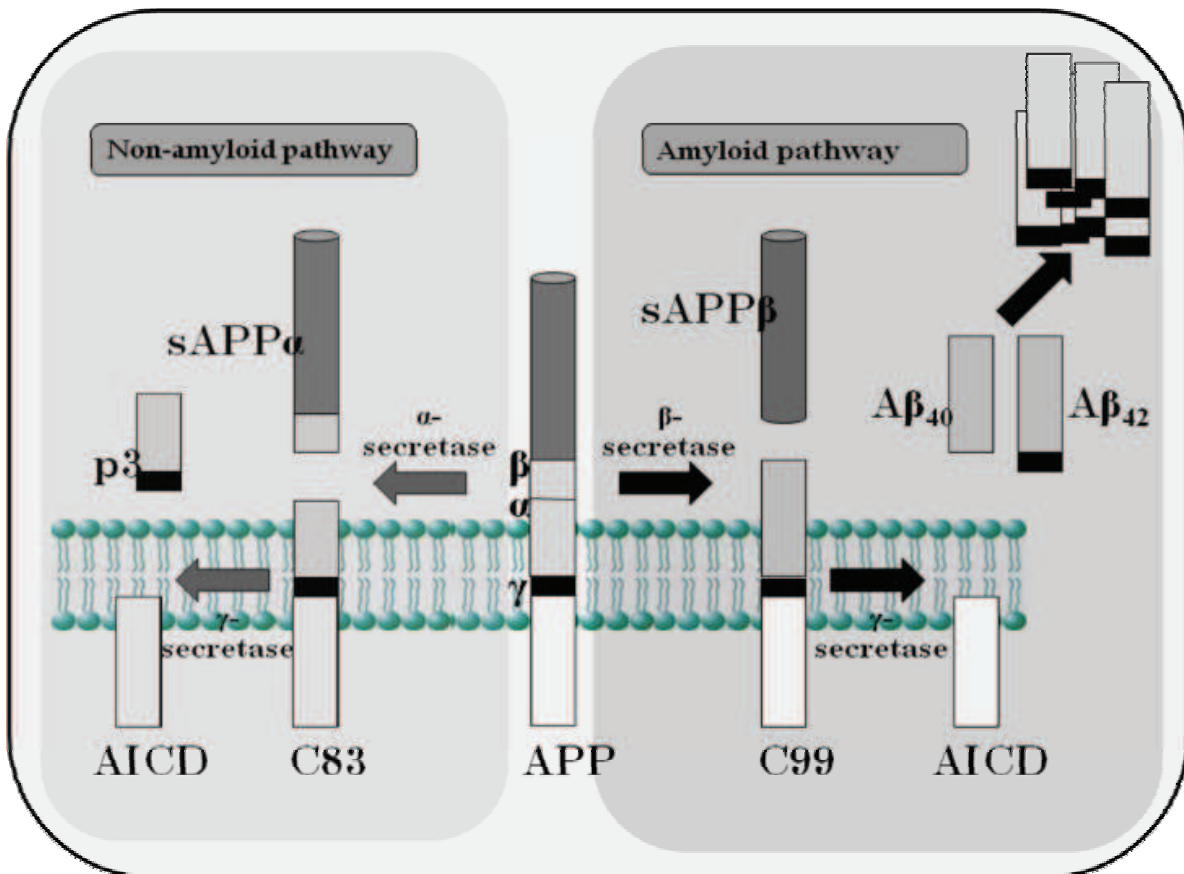 Non-amyloid pathway
Amyloid pathway
sAPPα
sAPPβ
p3
α-
secretase
β
α
γ
β-
secretase
Aβ₄₀
Aβ₄₂
γ-
secretase
γ-
secretase
AICD
C83
APP
C99
AICD